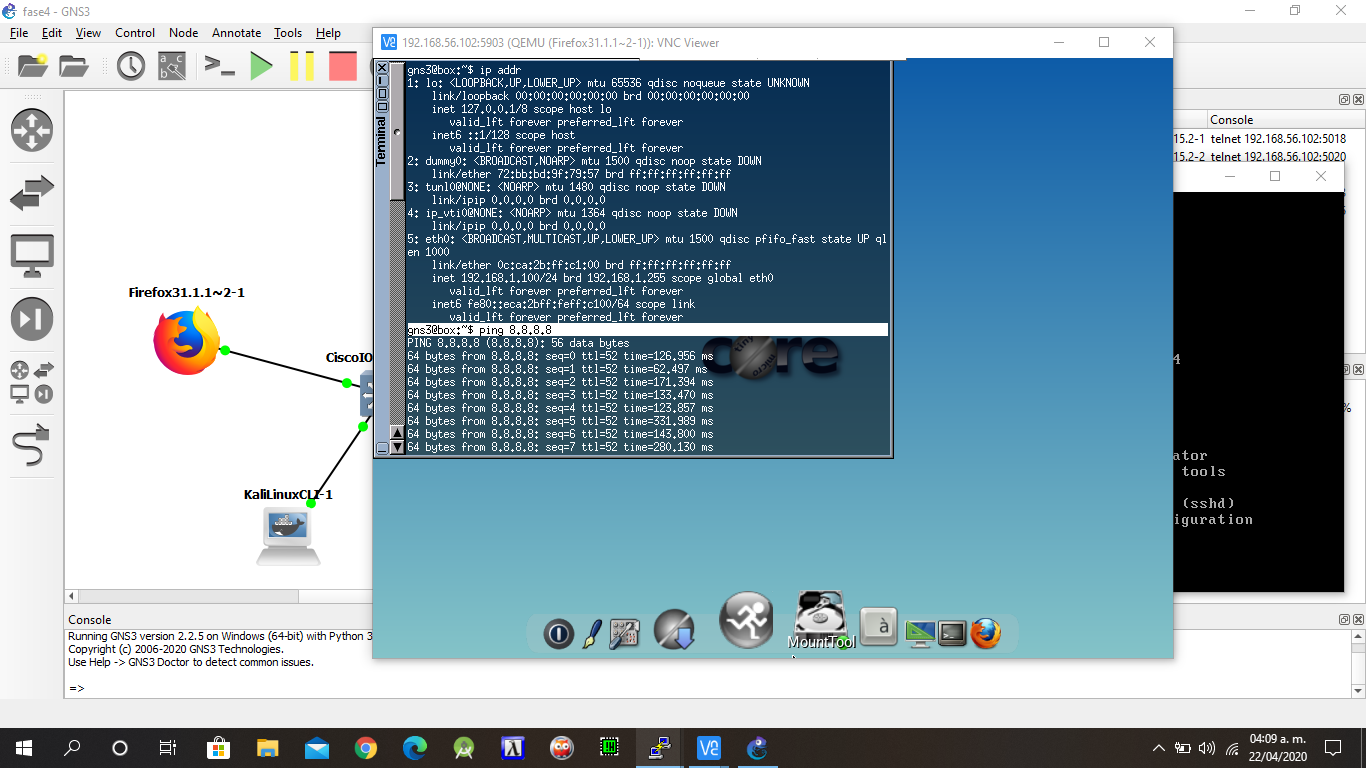 fase4 - GNS3
File Edit View Control Node Annotate Tools Help
192.168.56.102:5903 (QEMU (Firefox31.1.1~2-1)): VNC Viewer
Terminal
gns3@box:~$ ip addr
1: lo: <LOOPBACK,UP,LOWER_UP> mtu 65536 qdisc noqueue state UNKNOWN
link/loopback 00:00:00:00:00:00 brd 00:00:00:00:00:00
inet 127.0.0.1/8 scope host lo
valid_lft forever preferred_lft forever
inet6 ::1/128 scope host
valid_lft forever preferred_lft forever
2: dummy0: <BROADCAST,NOARP> mtu 1500 qdisc noop state DOWN
link/ether 72:bb:bd:9f:79:57 brd ff:ff:ff:ff:ff:ff
3: tunl0@NONE: <NOARP> mtu 1480 qdisc noop state DOWN
link/ipip 0.0.0.0 brd 0.0.0.0
4: ip_vti0@NONE: <NOARP> mtu 1364 qdisc noop state DOWN
link/ipip 0.0.0.0 brd 0.0.0.0
5: eth0: <BROADCAST,MULTICAST,UP,LOWER_UP> mtu 1500 qdisc pfifo_fast state UP ql
en 1000
link/ether 0c:ca:2b:ff:c1:00 brd ff:ff:ff:ff:ff:ff
inet 192.168.1.100/24 brd 192.168.1.255 scope global eth0
valid_lft forever preferred_lft forever
inet6 fe80::eca:2bff:feff:c100/64 scope link
valid_lft forever preferred_lft forever
gns3@box:~$ ping 8.8.8.8
PING 8.8.8.8 (8.8.8.8): 56 data bytes
64 bytes from 8.8.8.8: seq=0 ttl=52 time=126.956 ms
64 bytes from 8.8.8.8: seq=1 ttl=52 time=62.497 ms
64 bytes from 8.8.8.8: seq=2 ttl=52 time=171.394 ms
64 bytes from 8.8.8.8: seq=3 ttl=52 time=133.470 ms
64 bytes from 8.8.8.8: seq=4 ttl=52 time=123.857 ms
64 bytes from 8.8.8.8: seq=5 ttl=52 time=331.989 ms
64 bytes from 8.8.8.8: seq=6 ttl=52 time=143.800 ms
64 bytes from 8.8.8.8: seq=7 ttl=52 time=280.130 ms
core
tiny
micro
Console
15.2-1 telnet 192.168.56.102:5018
15.2-2 telnet 192.168.56.102:5020
4
%
ator
tools
(sshd)
iguration
Firefox31.1.1~2-1
CiscoIO
KaliLinuxCLI-1
à
MountTool
Console
Running GNS3 version 2.2.5 on Windows (64-bit) with Python 3
Copyright (c) 2006-2020 GNS3 Technologies.
Use Help -> GNS3 Doctor to detect common issues.
=>
04:09 a. m.
22/04/2020